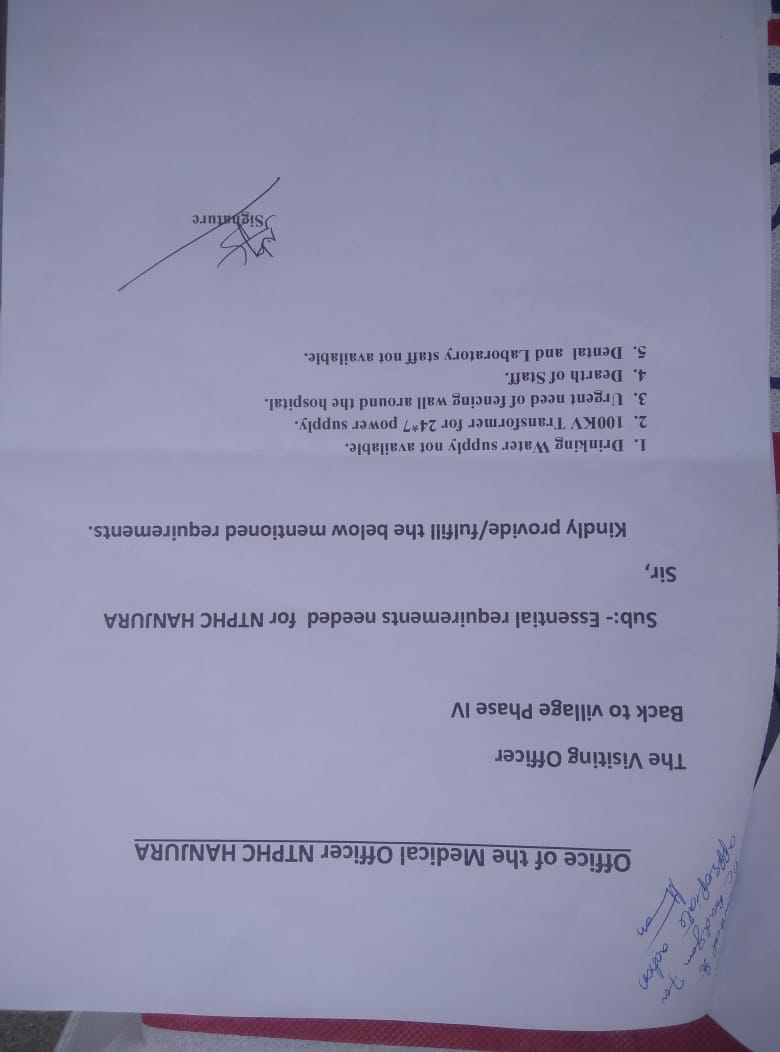 Office of the Medical Officer NTPHC HANJURA
The Visiting Officer
Back to village Phase IV
Sub:- Essential requirements needed for NTPHC HANJURA
Sir,
Kindly provide/fulfill the below mentioned requirements.
1. Drinking Water supply not available.
2. 100KV Transformer for 24*7 power supply.
3. Urgent need of fencing wall around the hospital.
4. Dearth of Staff.
5. Dental and Laboratory staff not available.
Signature
Budgam for
action